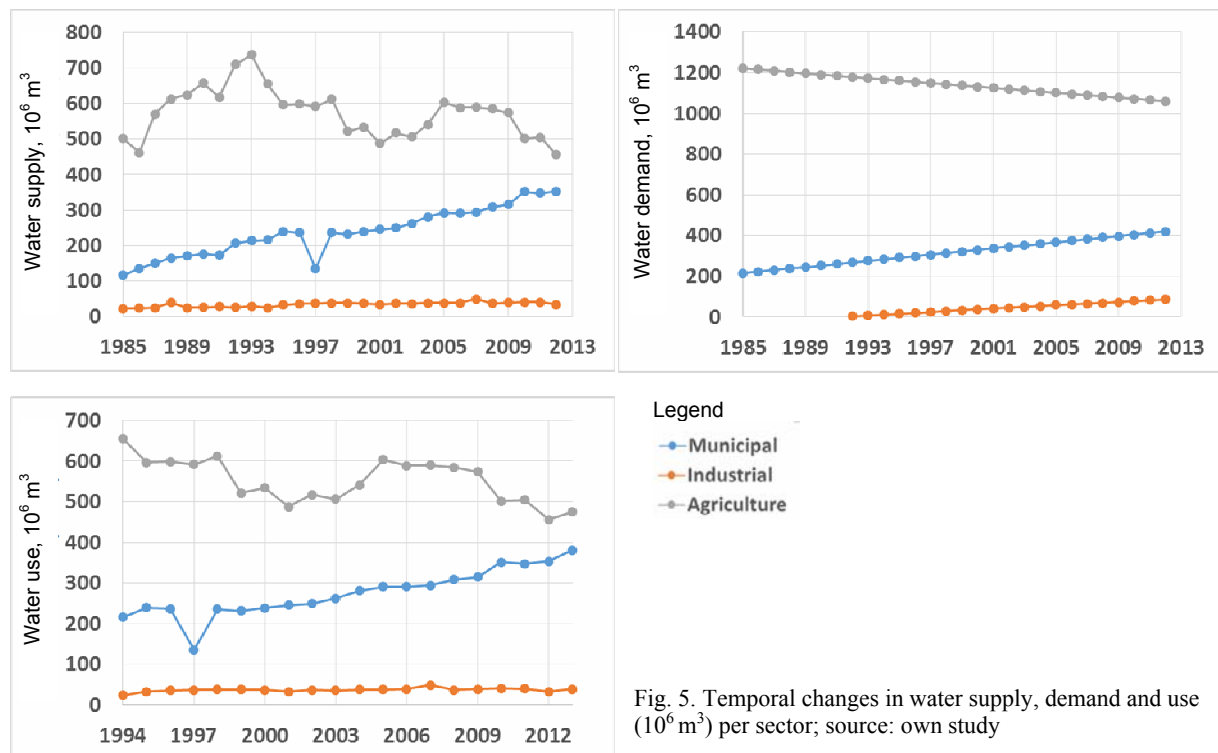 800
700
600
500
400
300
200
100
0
Water supply, 10⁶ m³
1985 1989 1993 1997 2001 2005 2009 2013
1400
1200
1000
800
600
400
200
0
Water demand, 10⁶ m³
1985 1989 1993 1997 2001 2005 2009 2013
700
600
500
400
300
200
100
0
Water use, 10⁶ m³
1994 1997 2000 2003 2006 2009 2012
Legend
Municipal
Industrial
Agriculture
Fig. 5. Temporal changes in water supply, demand and use
(10⁶ m³) per sector; source: own study